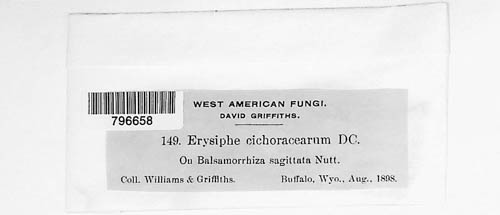 WEST AMERICAN FUNGI.
DAVID GRIFFITHS.
796658
149. Erysiphe cichoracearum DC.
On Balsamorrhiza sagittata Nutt.
Coll. Williams & Griffiths. Buffalo, Wyo., Aug., 1898.